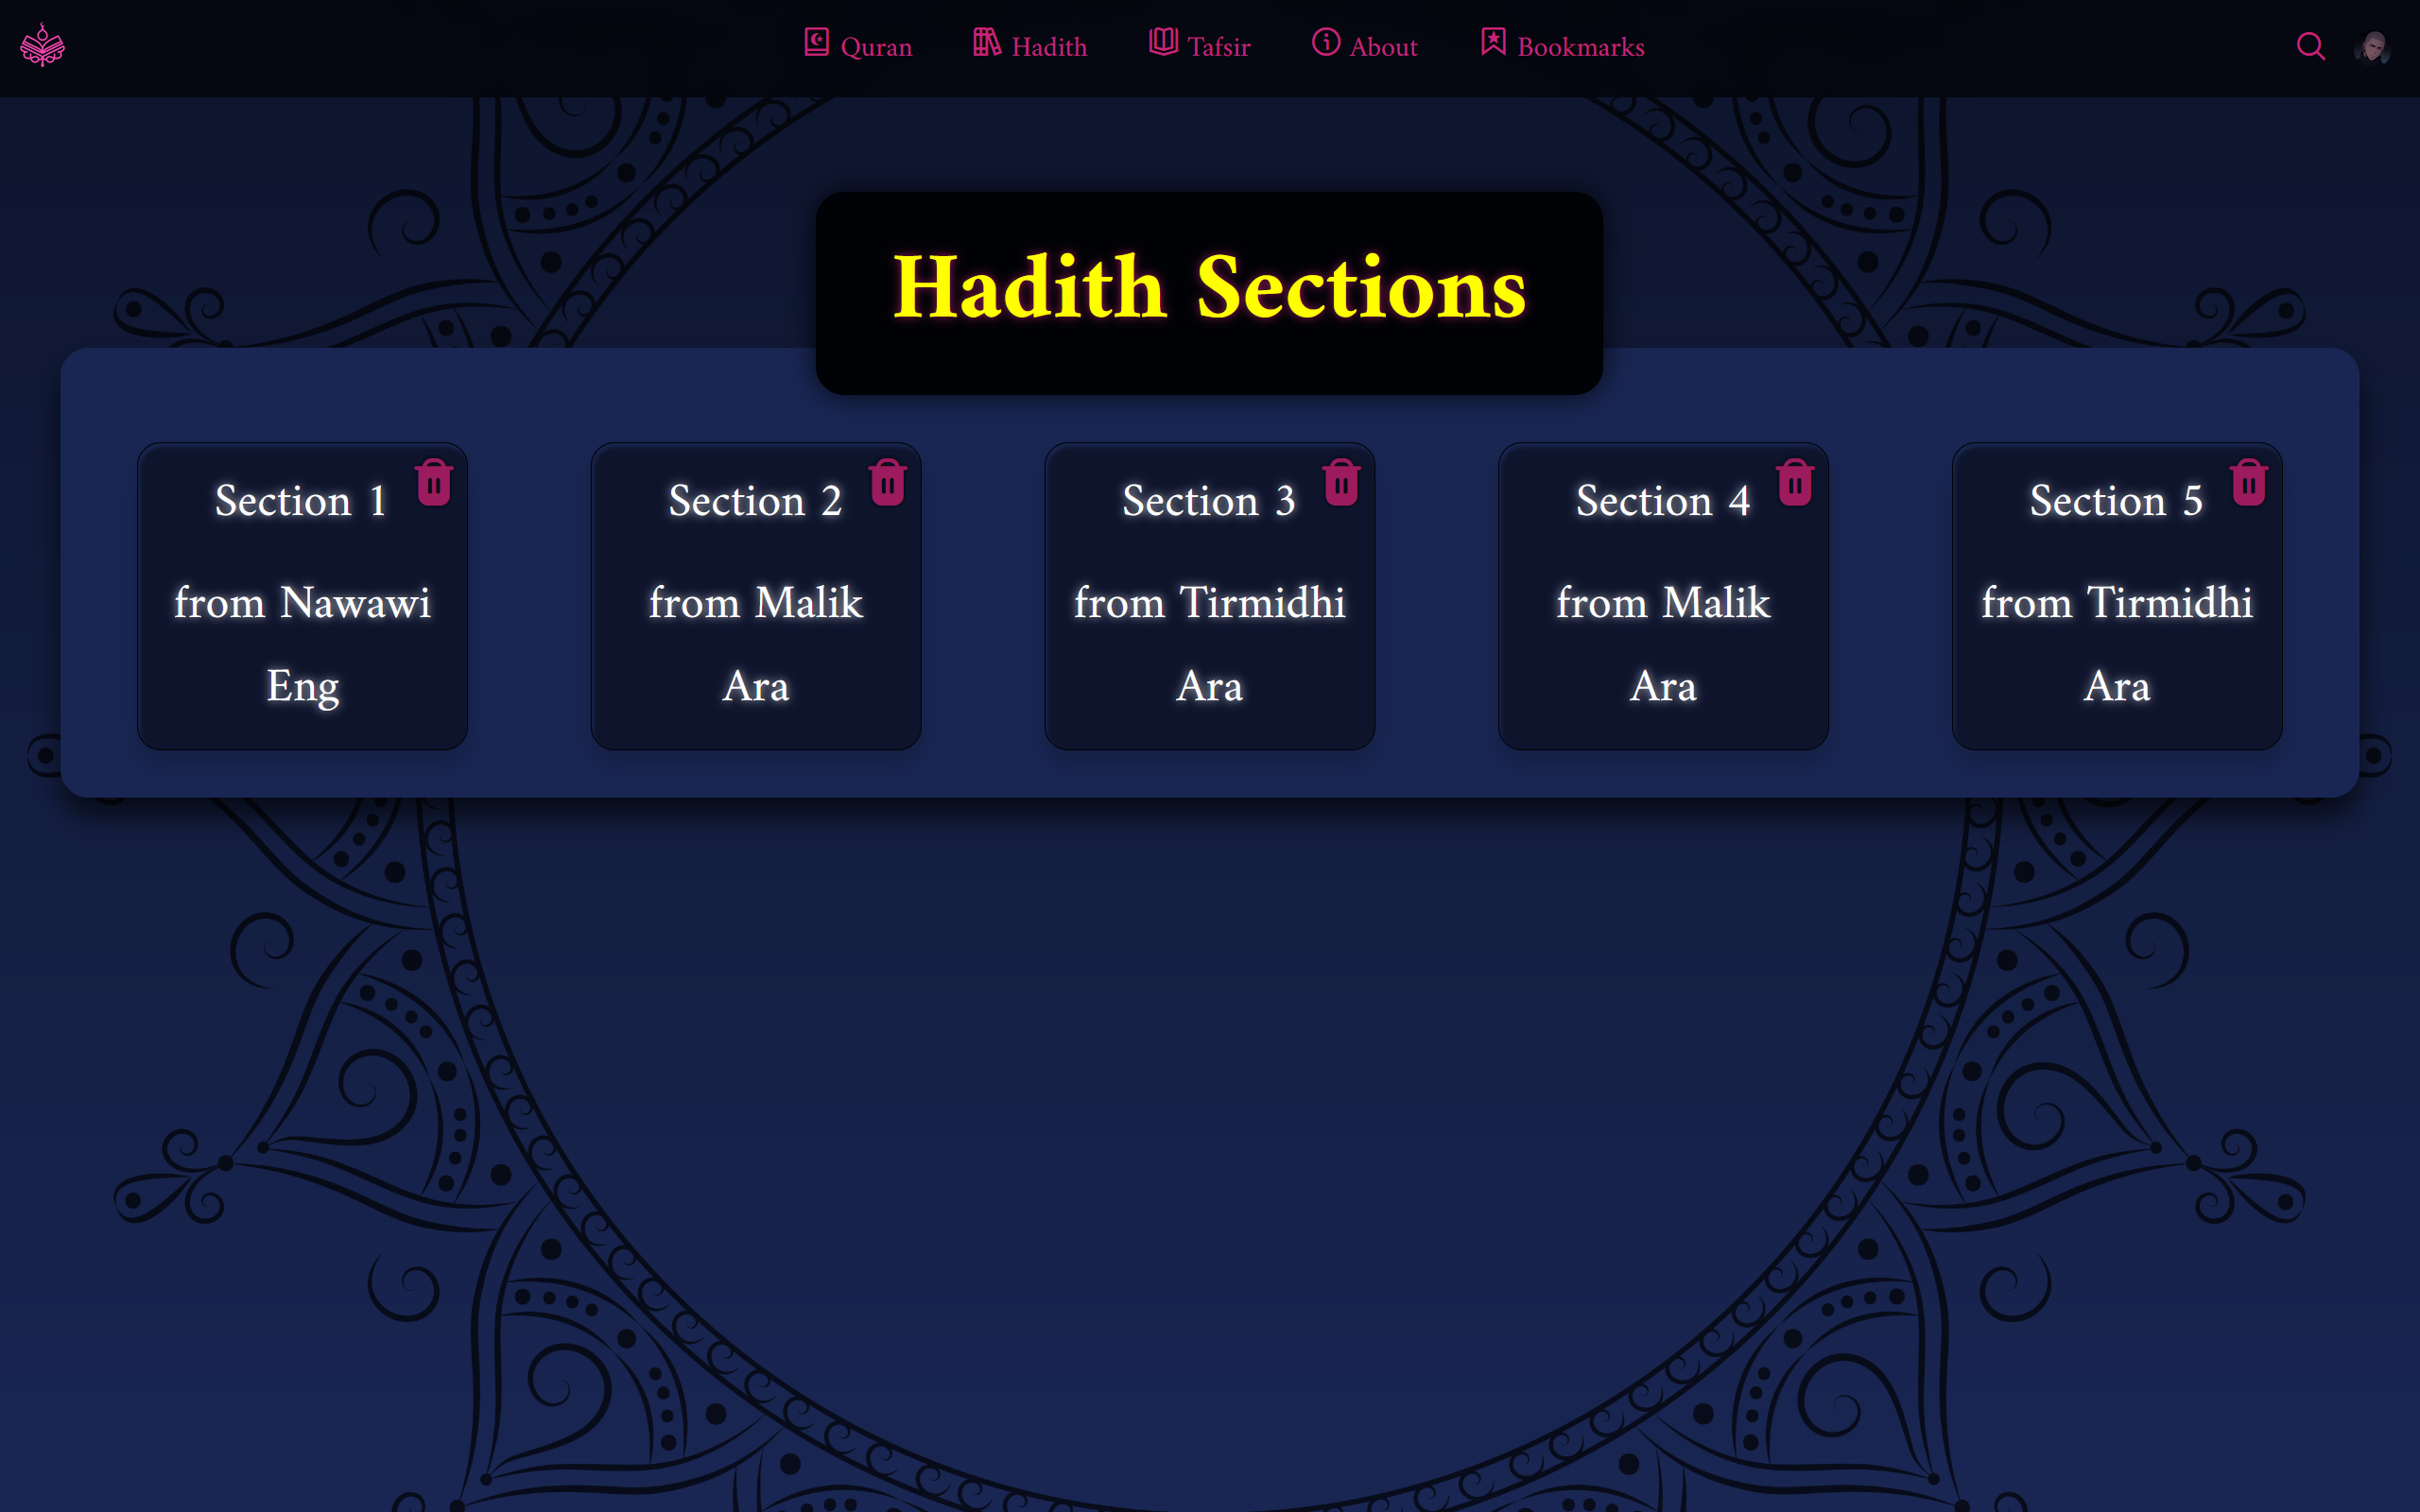 Quran
Hadith
Tafsir
About
Bookmarks
Hadith Sections
Section 1
from Nawawi
Eng
Section 2
from Malik
Ara
Section 3
from Tirmidhi
Ara
Section 4
from Malik
Ara
Section 5
from Tirmidhi
Ara